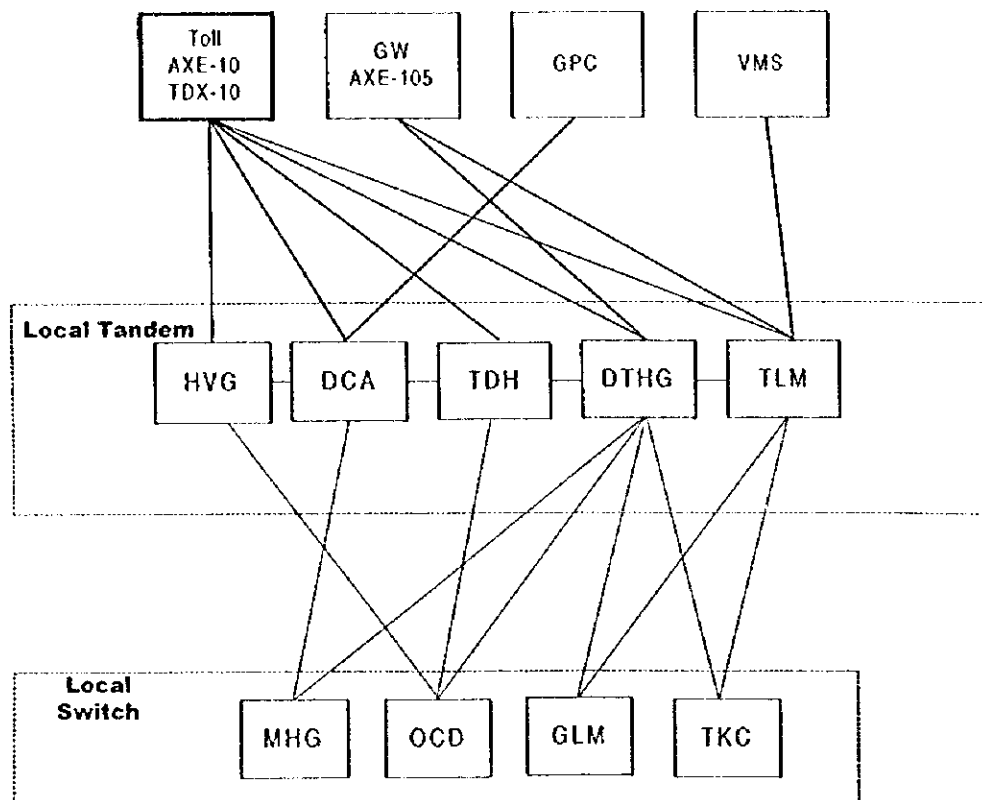 Toll
AXE-10
TDX-10
GW
AXE-105
GPC
VMS
Local Tandem
HVG
DCA
TDH
DTHG
TLM
Local
Switch
MHG
OCD
GLM
TKC